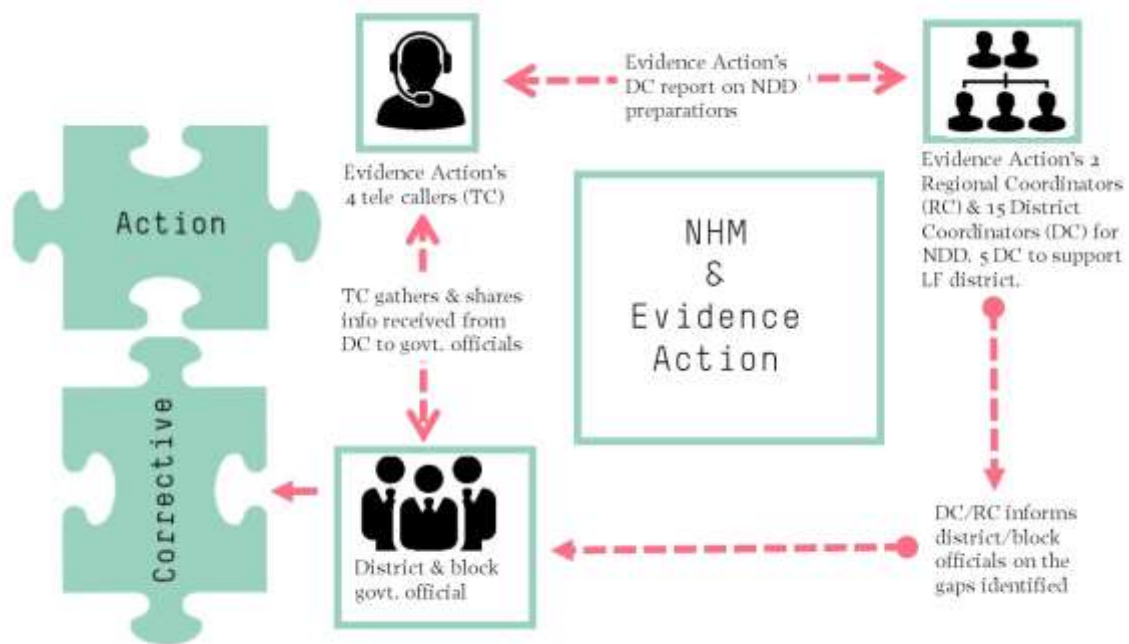 Evidence Action's
DC report on NDD
preparations
Evidence Action's
4 tele callers (TC)
Evidence Action's 2
Regional Coordinators
(RC) & 15 District
Coordinators (DC) for
NDD. 5 DC to support
LF district.
Action
NHM
&
Evidence
Action
TC gathers & shares
info received from
DC to govt. officials
Corrective
District & block
govt. official
DC/RC informs
district/block
officials on the
gaps identified